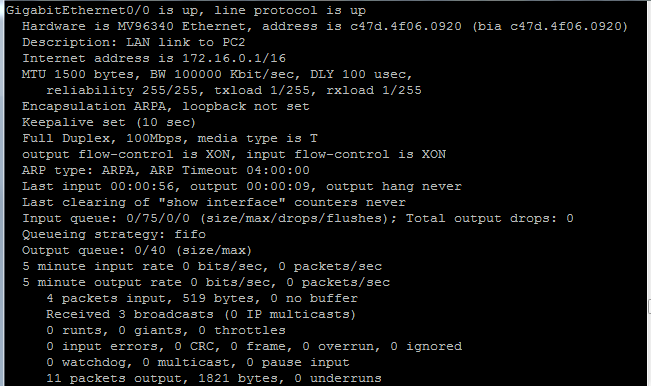 GigabitEthernet0/0 is up, line protocol is up
Hardware is MV96340 Ethernet, address is c47d.4f06.0920 (bia c47d.4f06.0920)
Description: LAN link to PC2
Internet address is 172.16.0.1/16
MTU 1500 bytes, BW 100000 Kbit/sec, DLY 100 usec,
reliability 255/255, txload 1/255, rxload 1/255
Encapsulation ARPA, loopback not set
Keepalive set (10 sec)
Full Duplex, 100Mbps, media type is T
output flow-control is XON, input flow-control is XON
ARP type: ARPA, ARP Timeout 04:00:00
Last input 00:00:56, output 00:00:09, output hang never
Last clearing of "show interface" counters never
Input queue: 0/75/0/0 (size/max/drops/flushes); Total output drops: 0
Queueing strategy: fifo
Output queue: 0/40 (size/max)
5 minute input rate 0 bits/sec, 0 packets/sec
5 minute output rate 0 bits/sec, 0 packets/sec
4 packets input, 519 bytes, 0 no buffer
Received 3 broadcasts (0 IP multicasts)
0 runts, 0 giants, 0 throttles
0 input errors, 0 CRC, 0 frame, 0 overrun, 0 ignored
0 watchdog, 0 multicast, 0 pause input
11 packets output, 1821 bytes, 0 underruns